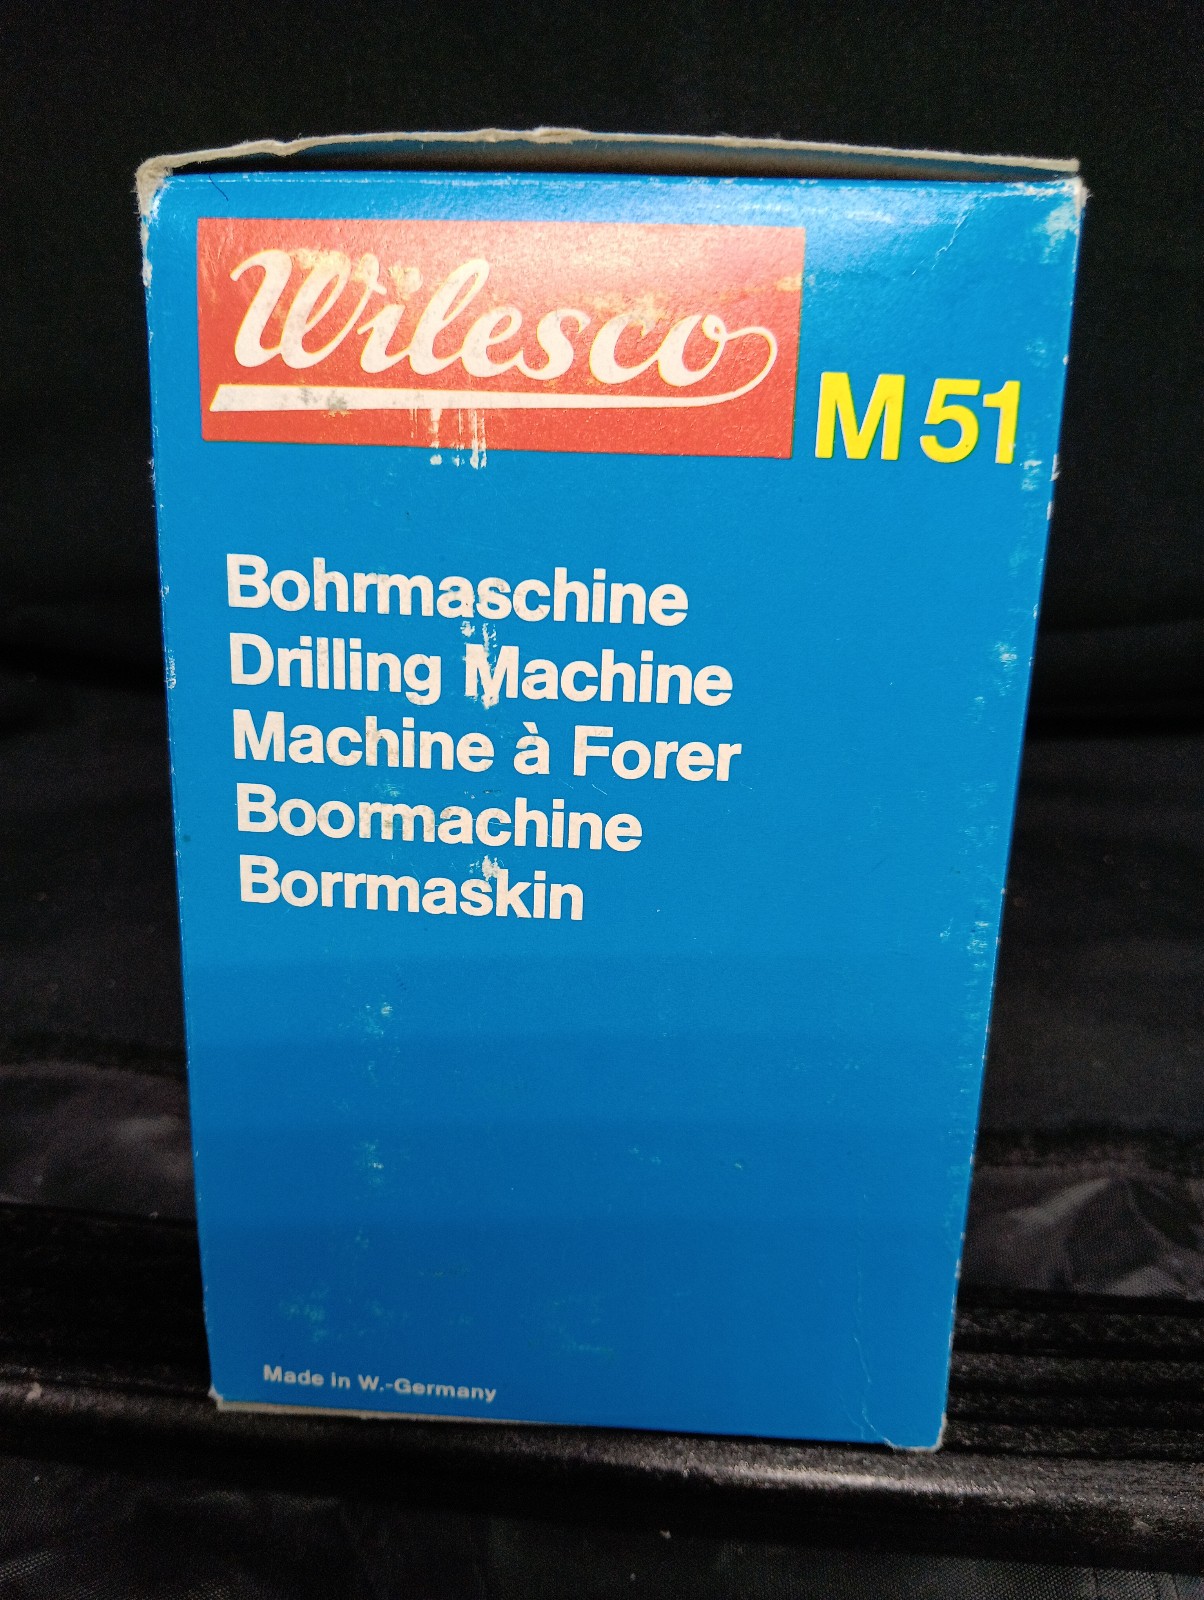 Wilesco
M 51
Bohrmaschine
Drilling Machine
Machine à Forer
Boormachine
Borrmaskin
Made in W.-Germany